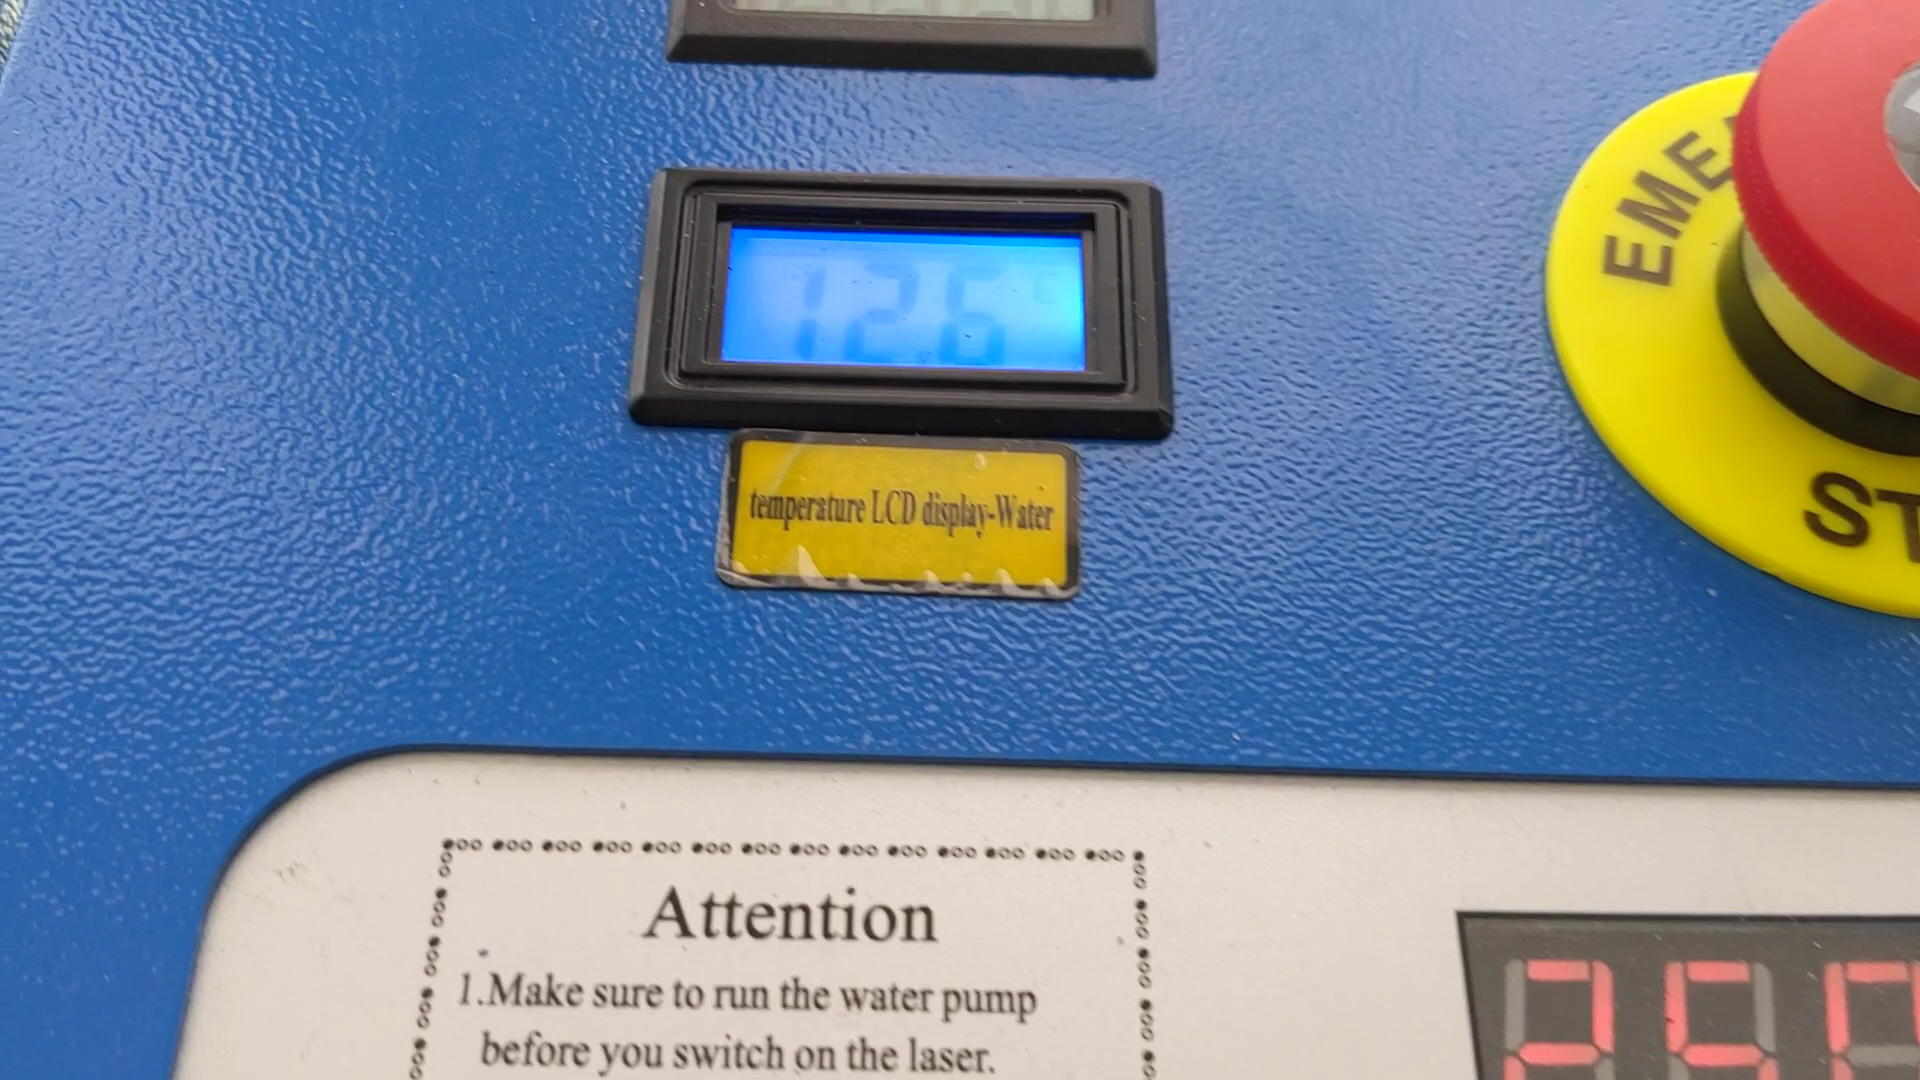 12.6 °C
EME
temperature LCD display-Water
ST
Attention
1.Make sure to run the water pump
before you switch on the laser.